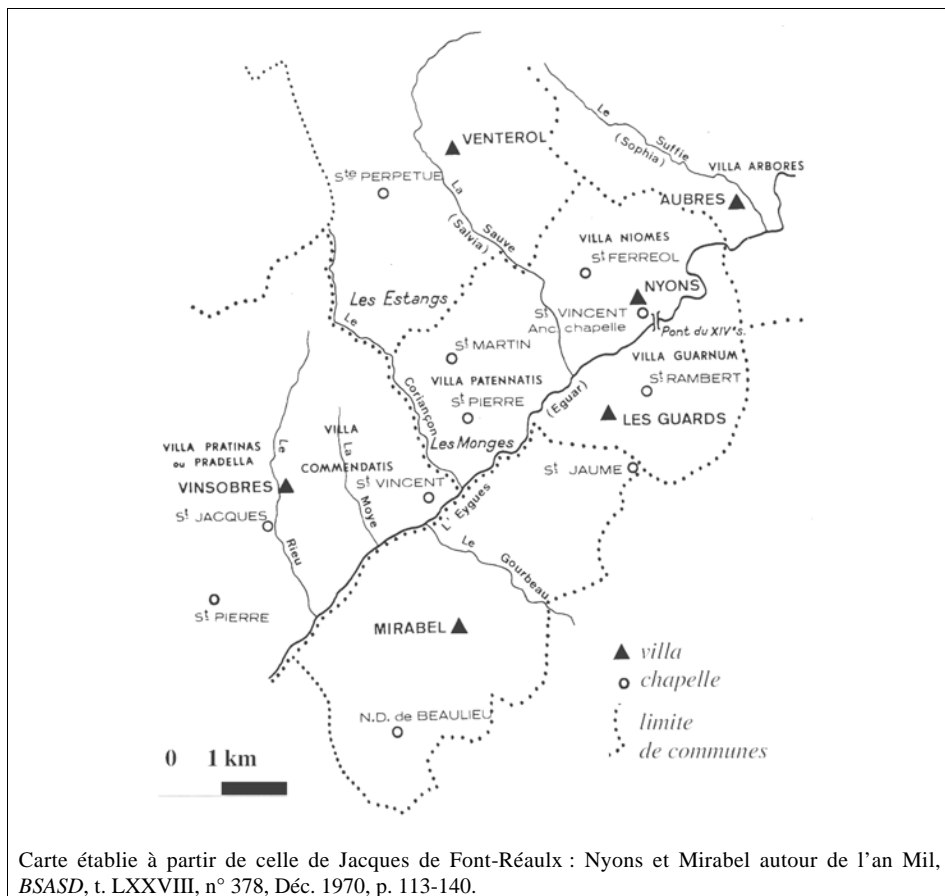 Le Suffie
(Sophia)
VENTEROL
VILLA ARBORES
Ste PERPETUE
AUBRES
La Sauve
(Salvia)
VILLA NIOMES
St FERREOL
Les Estangs
NYONS
St VINCENT
Anc. chapelle
Pont du XIVe s.
Le Coriançon
St MARTIN
VILLA GUARNUM
St RAMBERT
VILLA PATENNATIS
(Eguar)
St PIERRE
LES GUARDS
Les Monges
VILLA PRATINAS
ou PRADELLA
Le Rieu
VILLA
COMMENDATIS
La Moye
St JAUME
VINSOBRES
St VINCENT
St JACQUES
L'Eygues
Le Gourbeau
St PIERRE
MIRABEL
villa
chapelle
N.D. de BEAULIEU
limite
de communes
0 1 km
Carte établie à partir de celle de Jacques de Font-Réaulx : Nyons et Mirabel autour de l'an Mil,
BSASD, t. LXXVIII, n° 378, Déc. 1970, p. 113-140.